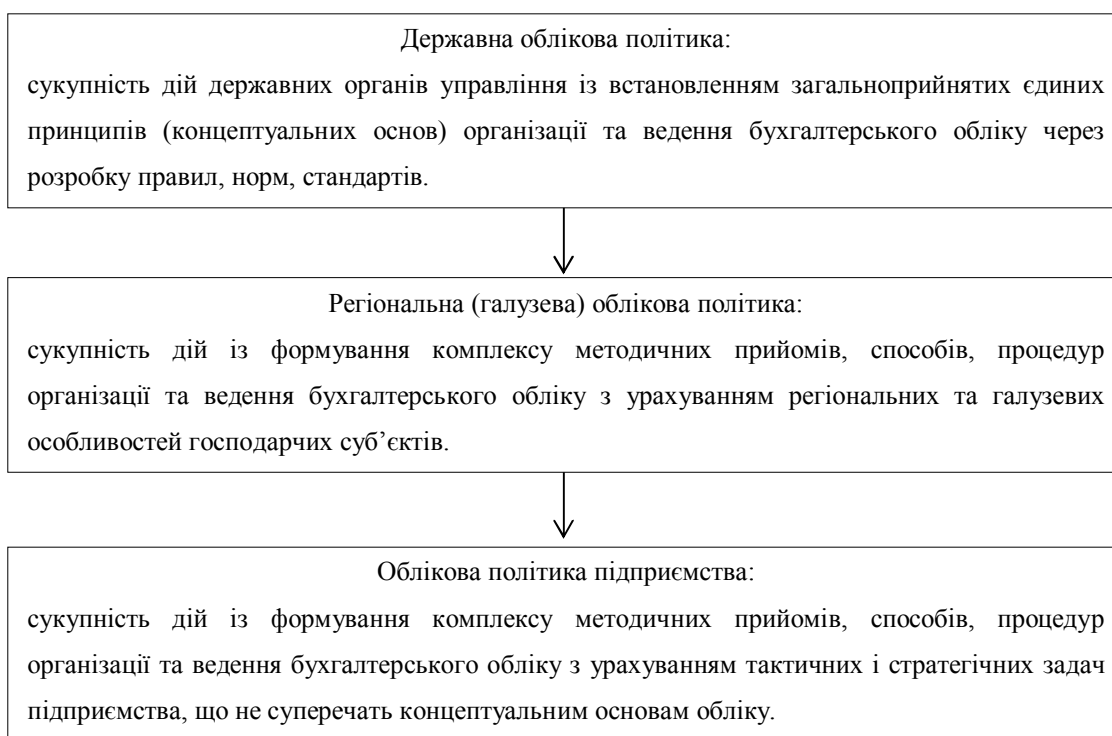 Державна облікова політика:
сукупність дій державних органів управління із встановленням загальноприйнятих єдиних
принципів (концептуальних основ) організації та ведення бухгалтерського обліку через
розробку правил, норм, стандартів.
Регіональна (галузева) облікова політика:
сукупність дій із формування комплексу методичних прийомів, способів, процедур
організації та ведення бухгалтерського обліку з урахуванням регіональних та галузевих
особливостей господарчих суб’єктів.
Облікова політика підприємства:
сукупність дій із формування комплексу методичних прийомів, способів, процедур
організації та ведення бухгалтерського обліку з урахуванням тактичних і стратегічних задач
підприємства, що не суперечать концептуальним основам обліку.